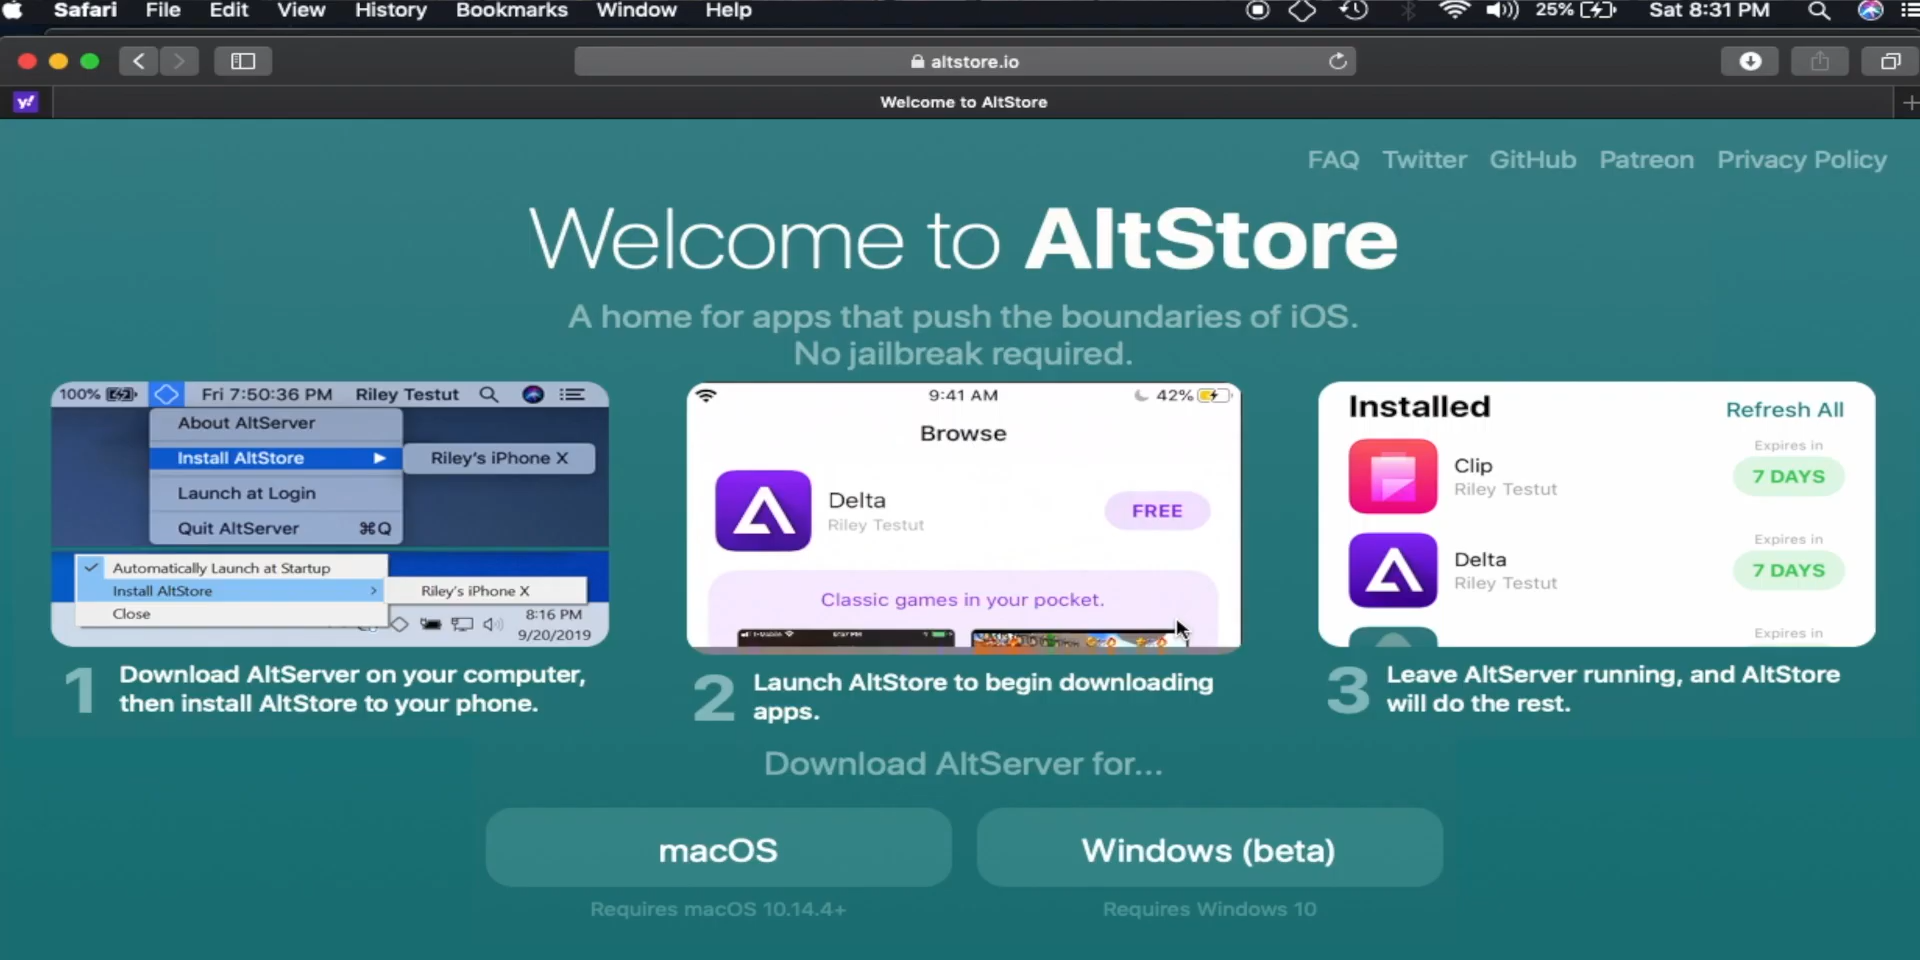 Safari File Edit View History Bookmarks Window Help 25% Sat 8:31 PM
altstore.io
y! Welcome to AltStore
FAQ Twitter GitHub Patreon Privacy Policy
Welcome to AltStore
A home for apps that push the boundaries of iOS.
No jailbreak required.
100% Fri 7:50:36 PM Riley Testut
About AltServer
Install AltStore Riley's iPhone X
Launch at Login
Quit AltServer ⌘Q
Automatically Launch at Startup
Install AltStore Riley's iPhone X
Close
8:16 PM
9/20/2019
1 Download AltServer on your computer,
then install AltStore to your phone.
9:41 AM 42%
Browse
Delta
Riley Testut
FREE
Classic games in your pocket.
2 Launch AltStore to begin downloading
apps.
Installed Refresh All
Expires in
Clip
Riley Testut
7 DAYS
Expires in
Delta
Riley Testut
7 DAYS
Expires in
3 Leave AltServer running, and AltStore
will do the rest.
Download AltServer for...
macOS Windows (beta)
Requires macOS 10.14.4+ Requires Windows 10